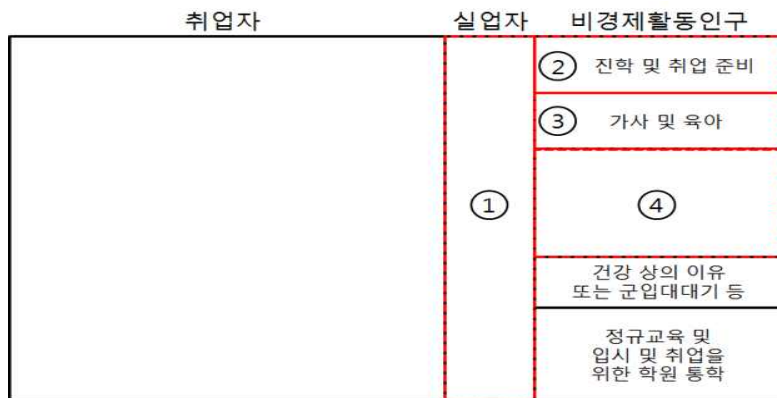 취업자 실업자 비경제활동인구
② 진학 및 취업 준비
③ 가사 및 육아
① ④
건강 상의 이유
또는 군입대대기 등
정규교육 및
입시 및 취업을
위한 학원 통학